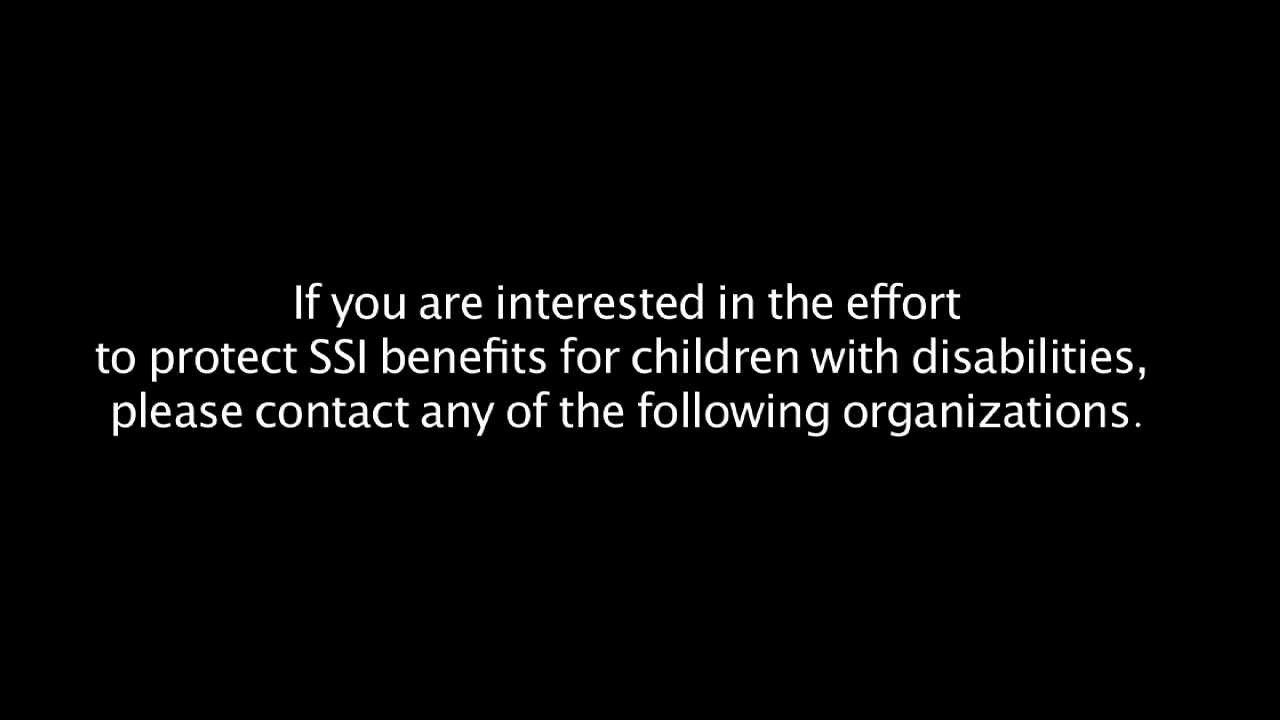 If you are interested in the effort
to protect SSI benefits for children with disabilities,
please contact any of the following organizations.